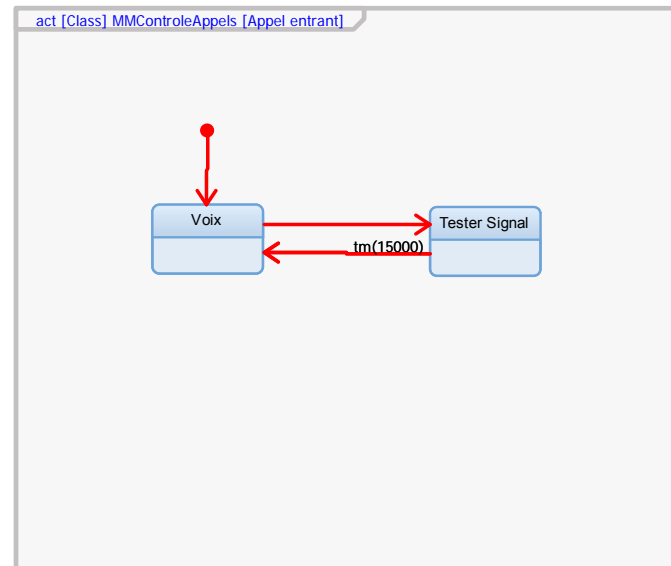 act [Class] MMControleAppels [Appel entrant]
Voix
Tester Signal
tm(15000)